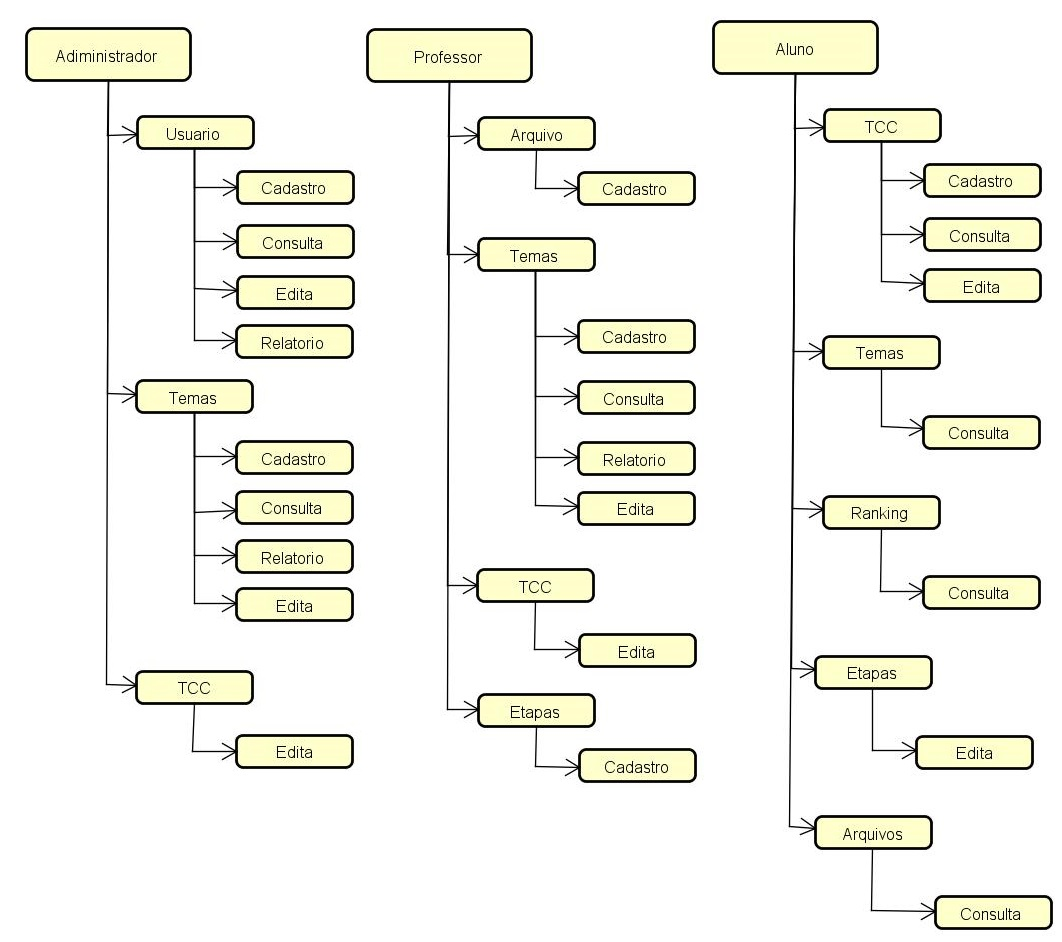 Adiministrador
Usuario
Cadastro
Consulta
Edita
Relatorio
Temas
Cadastro
Consulta
Relatorio
Edita
TCC
Edita
Professor
Arquivo
Cadastro
Temas
Cadastro
Consulta
Relatorio
Edita
TCC
Edita
Etapas
Cadastro
Aluno
TCC
Cadastro
Consulta
Edita
Temas
Consulta
Ranking
Consulta
Etapas
Edita
Arquivos
Consulta